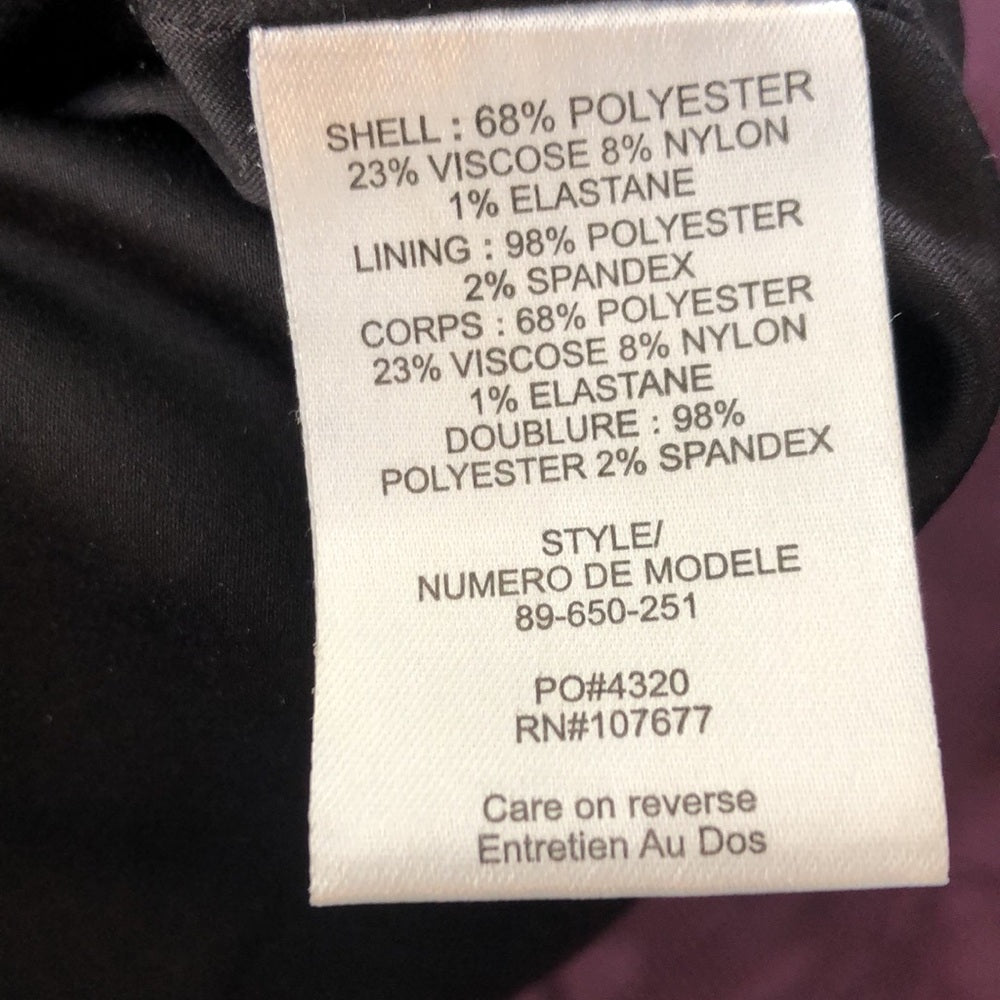 SHELL : 68% POLYESTER
23% VISCOSE 8% NYLON
1% ELASTANE
LINING : 98% POLYESTER
2% SPANDEX
CORPS : 68% POLYESTER
23% VISCOSE 8% NYLON
1% ELASTANE
DOUBLURE : 98%
POLYESTER 2% SPANDEX
STYLE/
NUMERO DE MODELE
89-650-251
PO#4320
RN#107677
Care on reverse
Entretien Au Dos